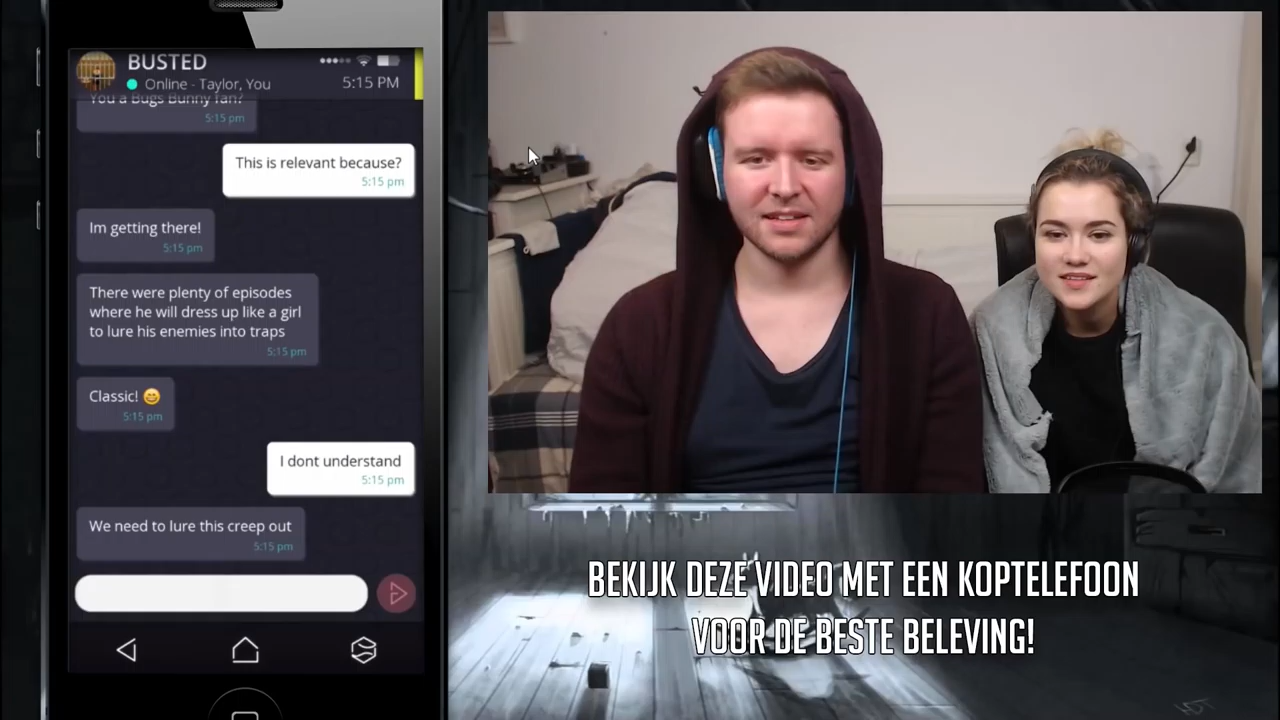 BUSTED
Online - Taylor, You
5:15 PM
You a Bugs Bunny fan?
5:15 pm
This is relevant because?
5:15 pm
Im getting there!
5:15 pm
There were plenty of episodes
where he will dress up like a girl
to lure his enemies into traps
5:15 pm
Classic! 😄
5:15 pm
I dont understand
5:15 pm
We need to lure this creep out
5:15 pm
BEKIJK DEZE VIDEO MET EEN KOPTELEFOON
VOOR DE BESTE BELEVING!